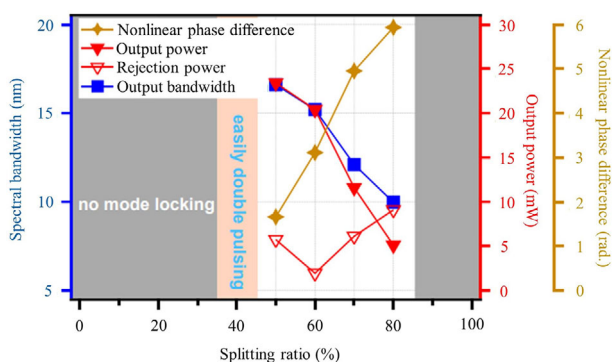 Nonlinear phase difference
Output power
Rejection power
Output bandwidth
no mode locking
easily double pulsing
Spectral bandwidth (nm)
20
15
10
5
0 20 40 60 80 100
Splitting ratio (%)
30
25
20
15
10
5
0
Output power (mW)
6
5
4
3
2
1
0
Nonlinear phase difference (rad.)